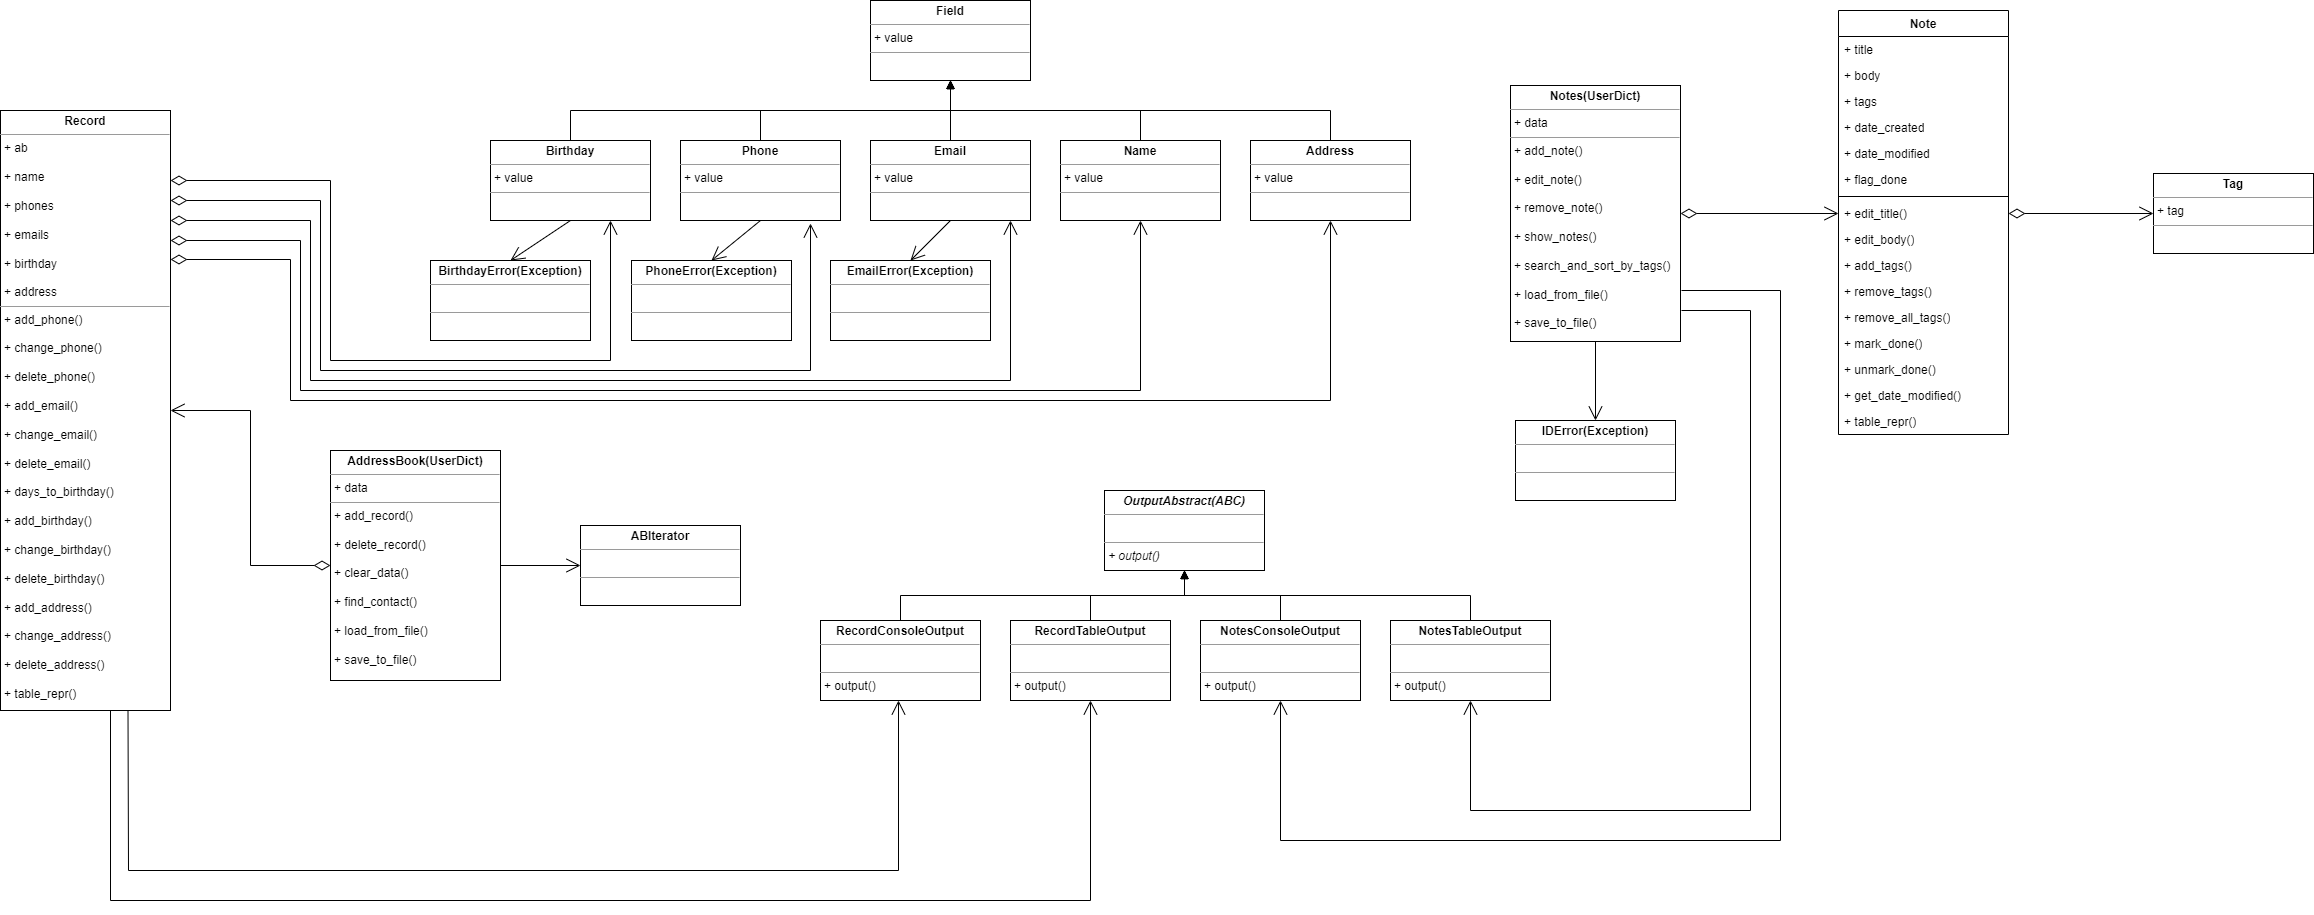 Field
+ value
Birthday
+ value
Phone
+ value
Email
+ value
Name
+ value
Address
+ value
BirthdayError(Exception)
PhoneError(Exception)
EmailError(Exception)
Record
+ ab
+ name
+ phones
+ emails
+ birthday
+ address
+ add_phone()
+ change_phone()
+ delete_phone()
+ add_email()
+ change_email()
+ delete_email()
+ days_to_birthday()
+ add_birthday()
+ change_birthday()
+ delete_birthday()
+ add_address()
+ change_address()
+ delete_address()
+ table_repr()
AddressBook(UserDict)
+ data
+ add_record()
+ delete_record()
+ clear_data()
+ find_contact()
+ load_from_file()
+ save_to_file()
ABIterator
OutputAbstract(ABC)
+ output()
RecordConsoleOutput
+ output()
RecordTableOutput
+ output()
NotesConsoleOutput
+ output()
NotesTableOutput
+ output()
Notes(UserDict)
+ data
+ add_note()
+ edit_note()
+ remove_note()
+ show_notes()
+ search_and_sort_by_tags()
+ load_from_file()
+ save_to_file()
IDError(Exception)
Note
+ title
+ body
+ tags
+ date_created
+ date_modified
+ flag_done
+ edit_title()
+ edit_body()
+ add_tags()
+ remove_tags()
+ remove_all_tags()
+ mark_done()
+ unmark_done()
+ get_date_modified()
+ table_repr()
Tag
+ tag